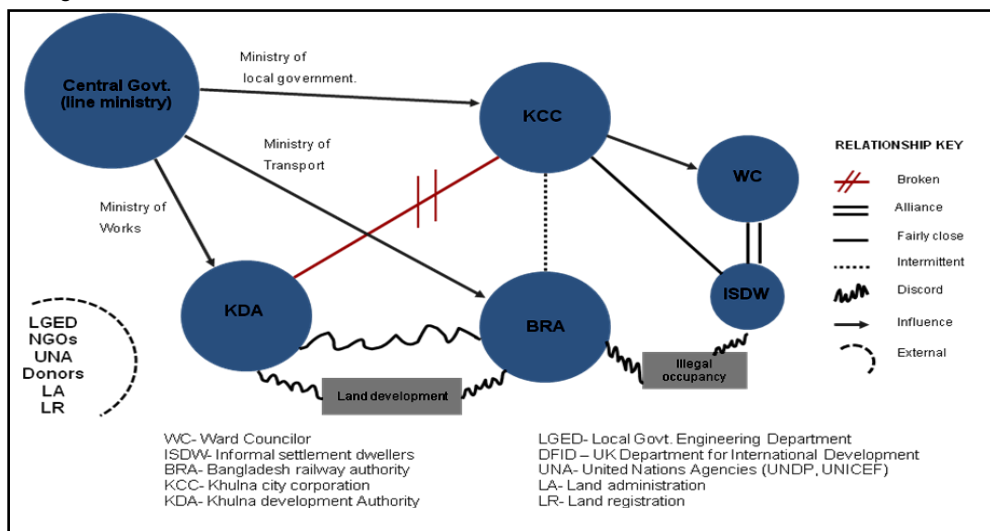 Central Govt.
(line ministry)
Ministry of
local government.
KCC
Ministry of
Transport
WC
Ministry of
Works
KDA
BRA
ISDW
Land development
Illegal
occupancy
LGED
NGOs
UNA
Donors
LA
LR
RELATIONSHIP KEY
Broken
Alliance
Fairly close
Intermittent
Discord
Influence
External
WC- Ward Councilor
ISDW- Informal settlement dwellers
BRA- Bangladesh railway authority
KCC- Khulna city corporation
KDA- Khulna development Authority
LGED- Local Govt. Engineering Department
DFID – UK Department for International Development
UNA- United Nations Agencies (UNDP, UNICEF)
LA- Land administration
LR- Land registration